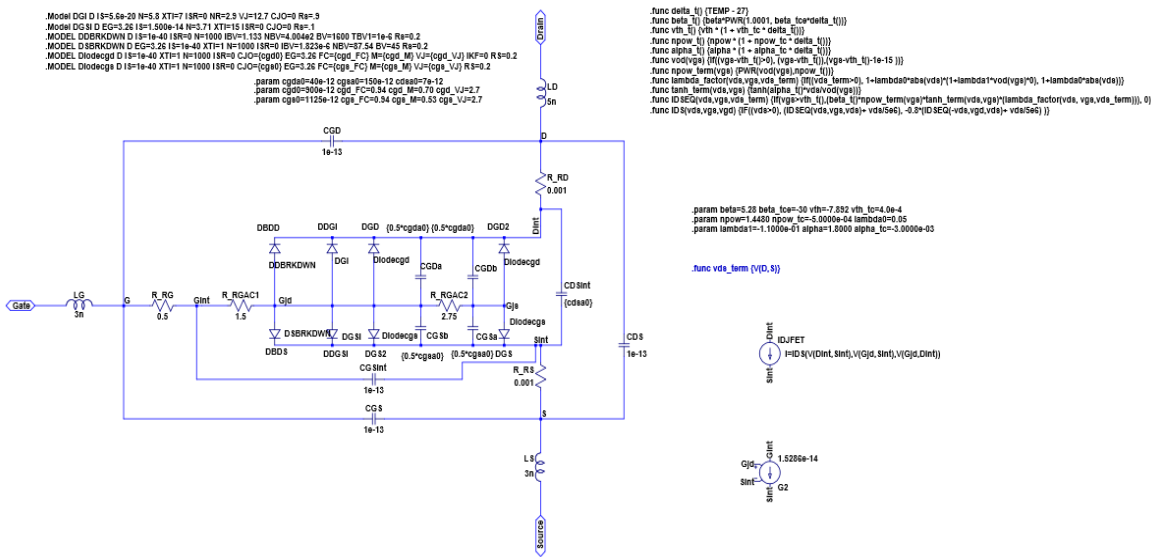 .Model DGI D IS=5.6e-20 N=5.8 XTI=7 ISR=0 NR=2.9 VJ=12.7 CJO=0 Rs=.9
.Model DGSI D EG=3.26 IS=1.500e-14 N=3.71 XTI=15 ISR=0 CJO=0 Rs=.1
.MODEL DDBRKDWN D IS=1e-40 ISR=0 N=1000 IBV=1.133 NBV=4.004e2 BV=1600 TBV1=1e-6 Rs=0.2
.MODEL DSBRKDWN D EG=3.26 IS=1e-40 XTI=1 N=1000 ISR=0 IBV=1.823e-6 NBV=87.54 BV=45 Rs=0.2
.MODEL Diodecgd D IS=1e-40 XTI=1 N=1000 ISR=0 CJO={cgd0} EG=3.26 FC={cgd_FC} M={cgd_M} VJ={cgd_VJ} IKF=0 RS=0.2
.MODEL Diodecgs D IS=1e-40 XTI=1 N=1000 ISR=0 CJO={cgs0} EG=3.26 FC={cgs_FC} M={cgs_M} VJ={cgs_VJ} RS=0.2
.param cgda0=40e-12 cgsa0=150e-12 cdsa0=7e-12
.param cgd0=900e-12 cgd_FC=0.94 cgd_M=0.70 cgd_VJ=2.7
.param cgs0=1125e-12 cgs_FC=0.94 cgs_M=0.53 cgs_VJ=2.7
.func delta_t() {TEMP - 27}
.func beta_t() {beta*PWR(1.0001, beta_tce*delta_t())}
.func vth_t() {vth * (1 + vth_tc * delta_t())}
.func npow_t() {npow * (1 + npow_tc * delta_t())}
.func alpha_t() {alpha * (1 + alpha_tc * delta_t())}
.func vod(vgs) {if((vgs-vth_t()>0), (vgs-vth_t()),(vgs-vth_t()-1e-15 ))}
.func npow_term(vgs) {PWR(vod(vgs),npow_t())}
.func lambda_factor(vds,vgs,vds_term) {if((vds_term>0), 1+lambda0*abs(vds)*(1+lambda1*vod(vgs)*0), 1+lambda0*abs(vds))}
.func tanh_term(vds,vgs) {tanh(alpha_t()*vds/vod(vgs))}
.func IDSEQ(vds,vgs,vds_term) {if(vgs>vth_t(),(beta_t()*npow_term(vgs)*tanh_term(vds,vgs)*(lambda_factor(vds, vgs,vds_term))), 0)}
.func IDS(vds,vgs,vgd) {IF((vds>0), (IDSEQ(vds,vgs,vds)+ vds/5e6), -0.8*(IDSEQ(-vds,vgd,vds)+ vds/5e6) )}
.param beta=5.28 beta_tce=-30 vth=-7.892 vth_tc=4.0e-4
.param npow=1.4480 npow_tc=-5.0000e-04 lambda0=0.05
.param lambda1=-1.1000e-01 alpha=1.8000 alpha_tc=-3.0000e-03
.func vds_term {V(D,S)}
Drain
LD
5n
CGD
1e-13
D
R_RD
0.001
DBDD
DDGI
DGD
{0.5*cgda0}
{0.5*cgda0}
DGD2
Dint
DDBRKDWN
DGI
Diodecgd
CGDa
CGDb
Diodecgd
CDSint
{cdsa0}
LG
Gate
3n
G
R_RG
0.5
Gint
R_RGAC1
1.5
Gjd
R_RGAC2
2.75
Gjs
DSBRKDWN
DGSI
Diodecgs
CGSb
CGSa
Diodecgs
DBDS
DDGSI
DGS2
{0.5*cgsa0}
{0.5*cgsa0}
DGS
Sint
CDS
1e-13
CGSint
1e-13
R_RS
0.001
CGS
1e-13
S
LS
3n
Source
Dint
IDJFET
I=IDS(V(Dint,Sint),V(Gjd,Sint),V(Gjd,Dint))
Sint
Gint
1.5286e-14
Gjd
Sint
G2
Sint